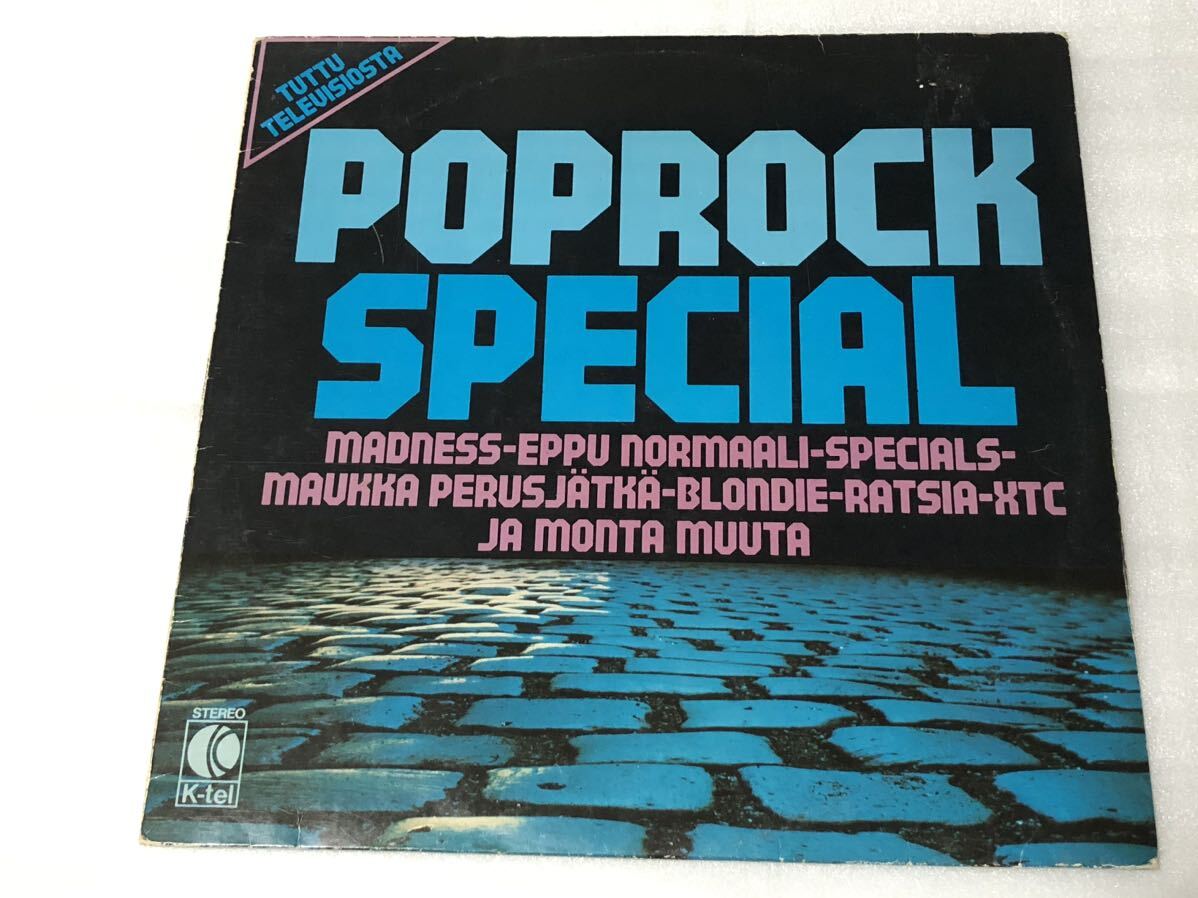 TUTTU
TELEVISIOSTA
POPROCK
SPECIAL
MADNESS-EPPU NORMAALI-SPECIALS-
MAUKKA PERUSJÄTKÄ-BLONDIE-RATSIA-XTC
JA MONTA MUUTA
STEREO
K-tel